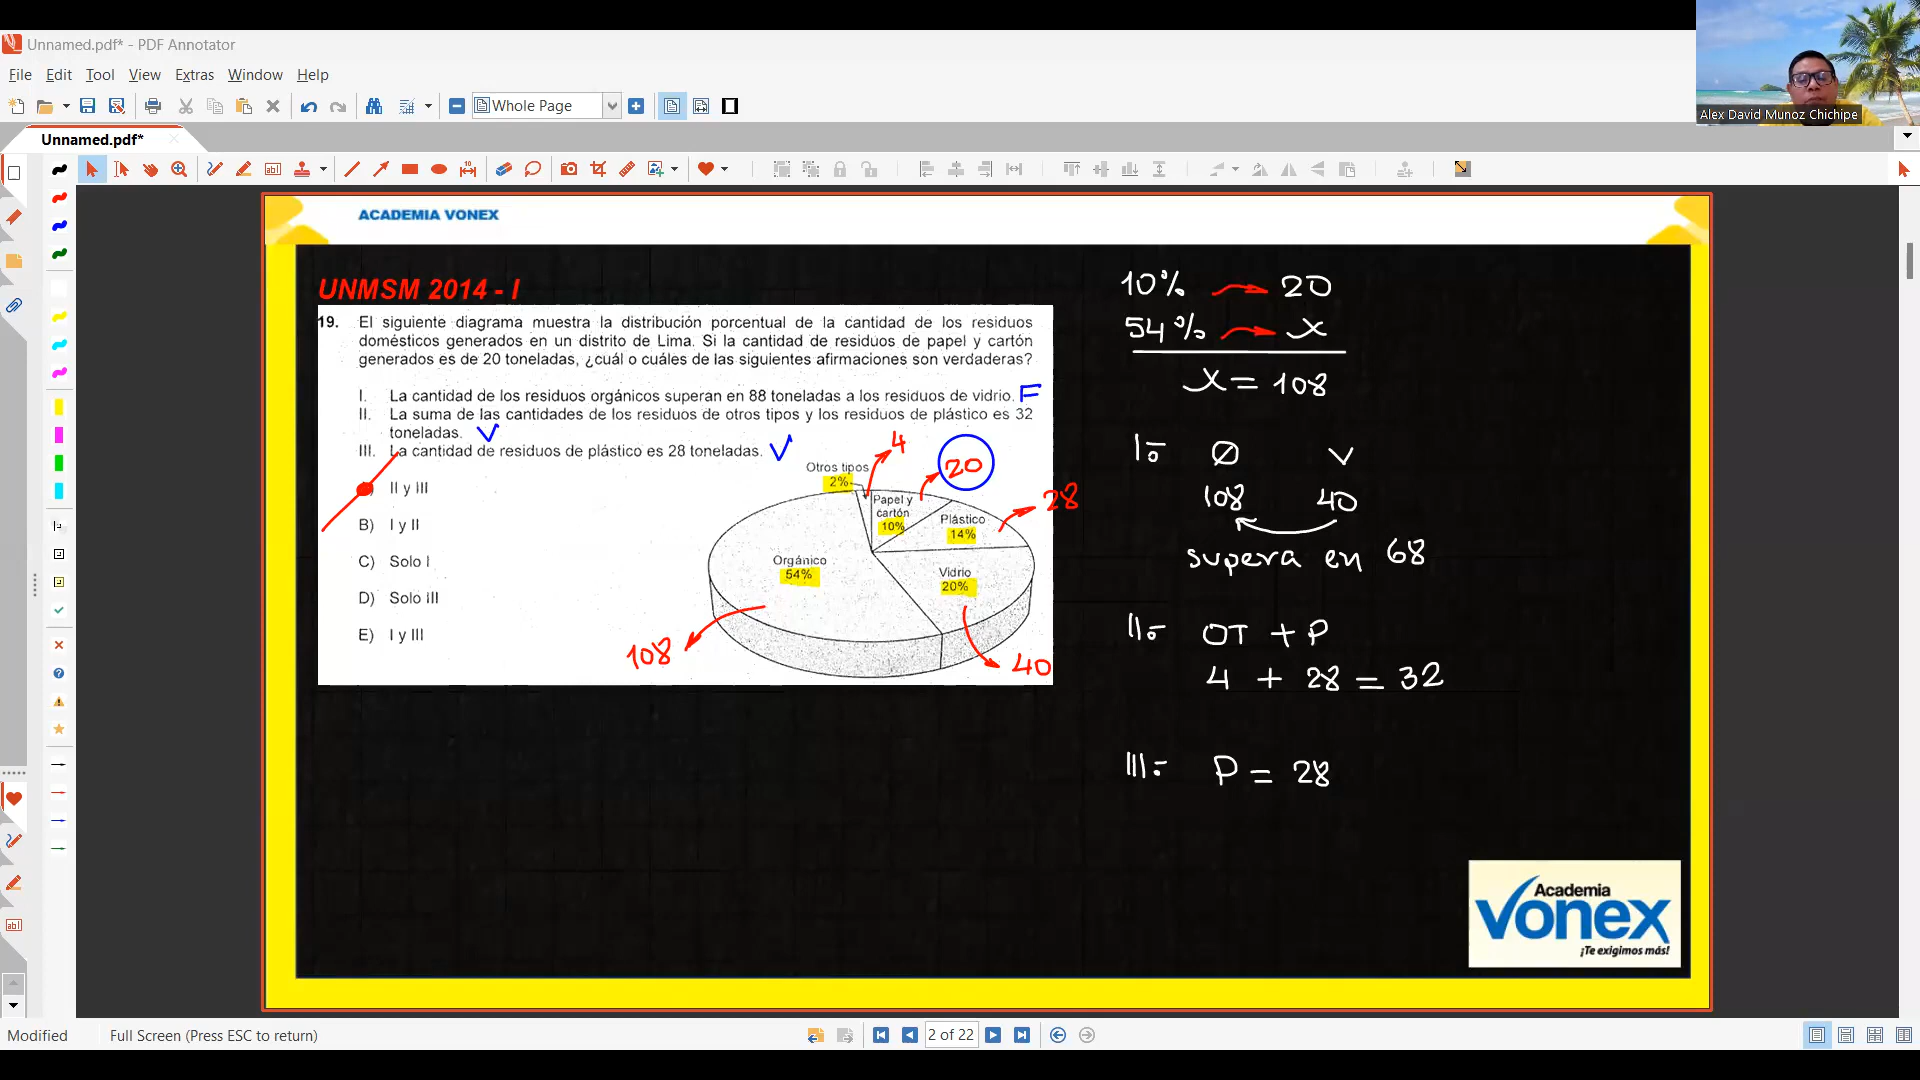 Unnamed.pdf* - PDF Annotator
File Edit Tool View Extras Window Help
Whole Page
Unnamed.pdf*
Alex David Munoz Chichipe
ACADEMIA VONEX
UNMSM 2014 - I
19. El siguiente diagrama muestra la distribución porcentual de la cantidad de los residuos
domésticos generados en un distrito de Lima. Si la cantidad de residuos de papel y cartón
generados es de 20 toneladas, ¿cuál o cuáles de las siguientes afirmaciones son verdaderas?
I. La cantidad de los residuos orgánicos superan en 88 toneladas a los residuos de vidrio. F
II. La suma de las cantidades de los residuos de otros tipos y los residuos de plástico es 32
toneladas. V
III. La cantidad de residuos de plástico es 28 toneladas. V
II y III
B) I y II
C) Solo I
D) Solo III
E) I y III
Otros tipos
2%
4
Papel y
cartón
10%
20
Plástico
14%
28
Orgánico
54%
108
Vidrio
20%
40
10% 20
54% x
x = 108
I: Ø V
108 40
supera en 68
II: OT + P
4 + 28 = 32
III: P = 28
Academia
vonex
¡Te exigimos más!
Modified
Full Screen (Press ESC to return)
2 of 22